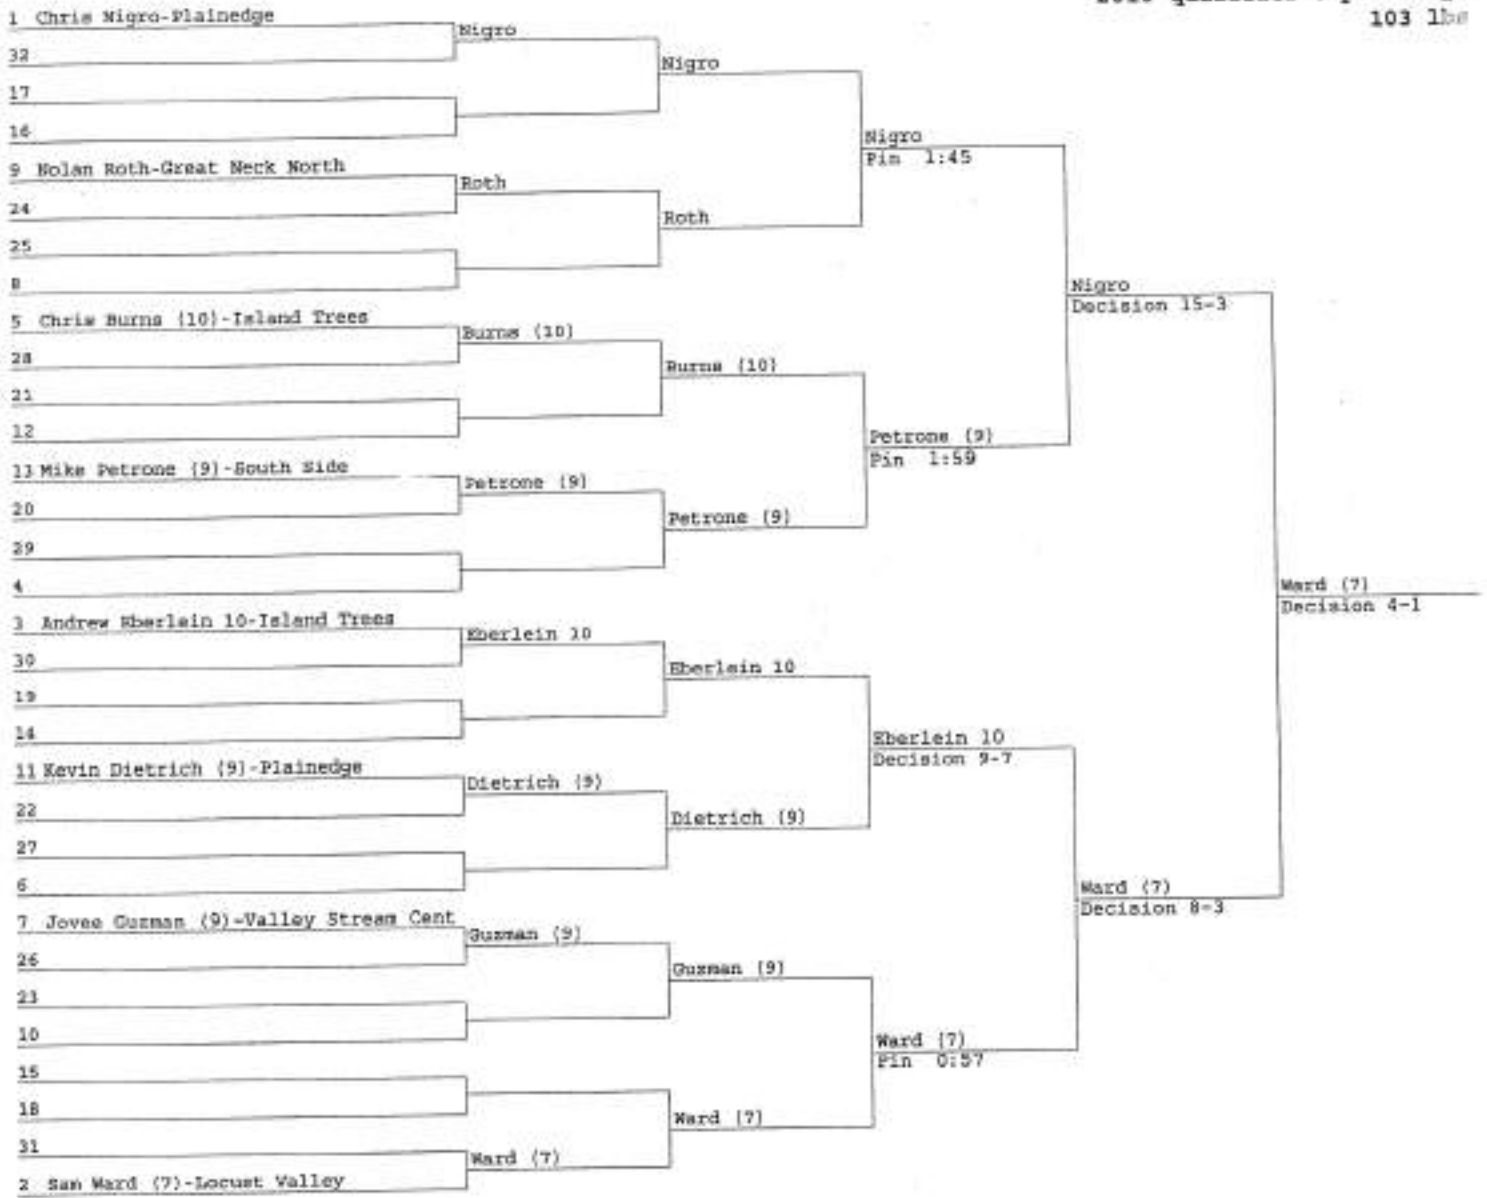 103 lbs
1 Chris Nigro-Plainedge
Nigro
32
Nigro
17
16
Nigro
Pin 1:45
9 Nolan Roth-Great Neck North
Roth
24
Roth
25
8
Nigro
Decision 15-3
5 Chris Burns (10)-Island Trees
Burns (10)
28
Burns (10)
21
12
Petrone (9)
Pin 1:59
13 Mike Petrone (9)-South Side
Petrone (9)
20
Petrone (9)
29
4
Ward (7)
Decision 4-1
3 Andrew Eberlein 10-Island Trees
Eberlein 10
30
Eberlein 10
19
14
Eberlein 10
Decision 9-7
11 Kevin Dietrich (9)-Plainedge
Dietrich (9)
22
Dietrich (9)
27
6
Ward (7)
Decision 8-3
7 Jovee Guzman (9)-Valley Stream Cent
Guzman (9)
26
Guzman (9)
23
10
Ward (7)
Pin 0:57
15
18
Ward (7)
31
Ward (7)
2 Sam Ward (7)-Locust Valley